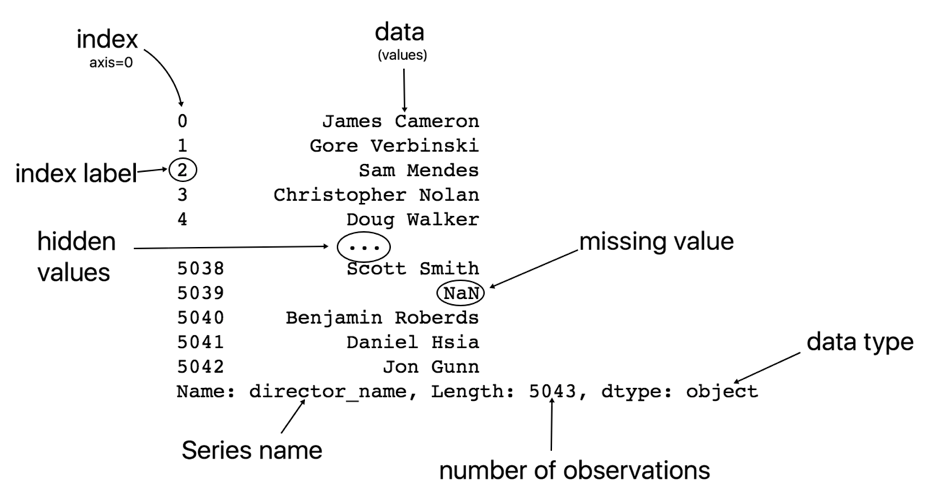 index
axis=0
data
(values)
0 James Cameron
1 Gore Verbinski
index label 2 Sam Mendes
3 Christopher Nolan
4 Doug Walker
hidden
values
...
missing value
5038 Scott Smith
5039 NaN
5040 Benjamin Roberds
5041 Daniel Hsia
data type
5042 Jon Gunn
Name: director_name, Length: 5043, dtype: object
Series name
number of observations